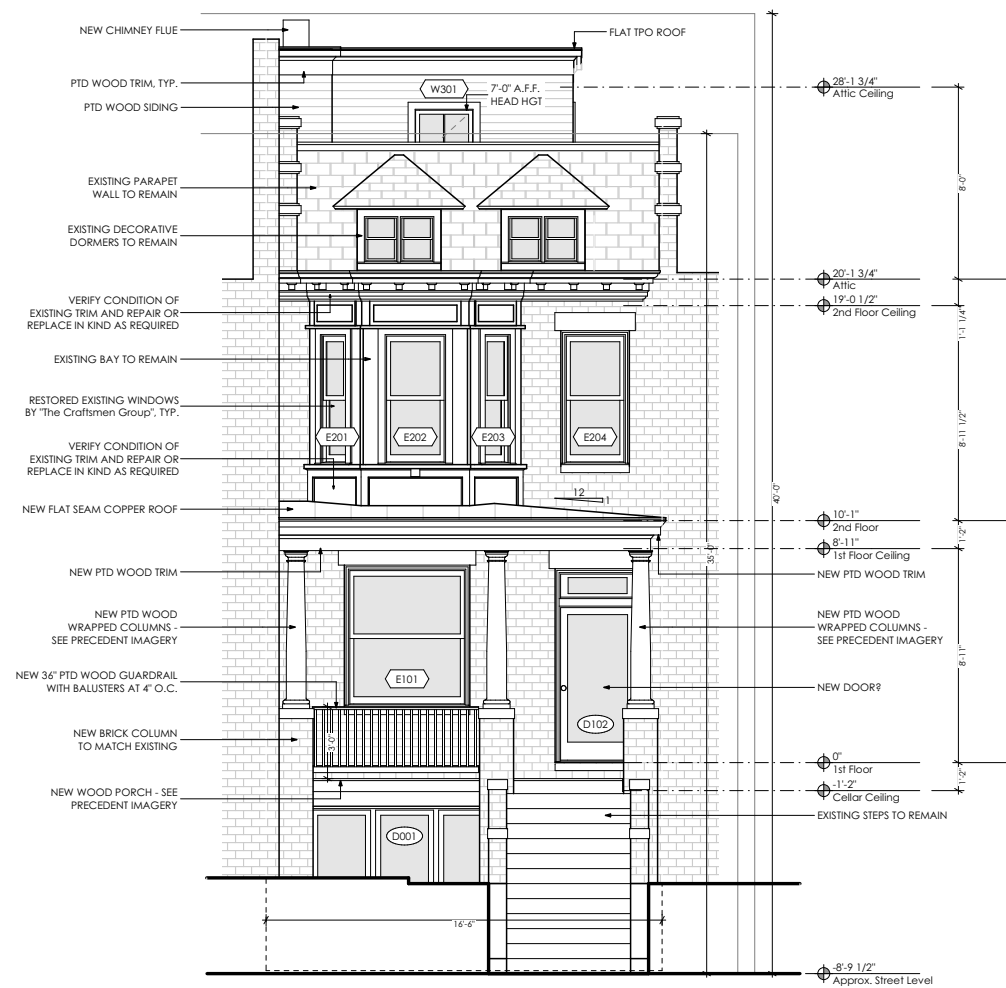 NEW CHIMNEY FLUE
FLAT TPO ROOF
PTD WOOD TRIM, TYP.
W301
7'-0" A.F.F.
HEAD HGT
28'-1 3/4"
Attic Ceiling
PTD WOOD SIDING
8'-0"
EXISTING PARAPET
WALL TO REMAIN
EXISTING DECORATIVE
DORMERS TO REMAIN
20'-1 3/4"
Attic
VERIFY CONDITION OF
EXISTING TRIM AND REPAIR OR
REPLACE IN KIND AS REQUIRED
19'-0 1/2"
2nd Floor Ceiling
1'-1 1/4"
EXISTING BAY TO REMAIN
RESTORED EXISTING WINDOWS
BY "The Craftsmen Group", TYP.
E201
E202
E203
E204
8'-11 1/2"
VERIFY CONDITION OF
EXISTING TRIM AND REPAIR OR
REPLACE IN KIND AS REQUIRED
40'-0"
12
1
NEW FLAT SEAM COPPER ROOF
10'-1"
2nd Floor
1'-2"
8'-11"
1st Floor Ceiling
35'-0"
NEW PTD WOOD TRIM
NEW PTD WOOD TRIM
NEW PTD WOOD
WRAPPED COLUMNS -
SEE PRECEDENT IMAGERY
NEW PTD WOOD
WRAPPED COLUMNS -
SEE PRECEDENT IMAGERY
8'-11"
NEW 36" PTD WOOD GUARDRAIL
WITH BALUSTERS AT 4" O.C.
E101
NEW DOOR?
D102
NEW BRICK COLUMN
TO MATCH EXISTING
3'-0"
0"
1st Floor
1'-2"
NEW WOOD PORCH - SEE
PRECEDENT IMAGERY
-1'-2"
Cellar Ceiling
EXISTING STEPS TO REMAIN
D001
16'-6"
-8'-9 1/2"
Approx. Street Level